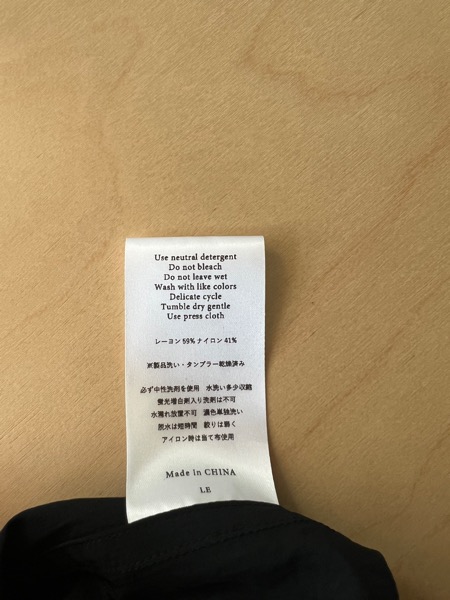 Use neutral detergent
Do not bleach
Do not leave wet
Wash with like colors
Delicate cycle
Tumble dry gentle
Use press cloth
レーヨン 59% ナイロン 41%
※製品洗い・タンブラー乾燥済み
必ず中性洗剤を使用 水洗い多少収縮
蛍光増白剤入り洗剤は不可
水濡れ放置不可 濃色単独洗い
脱水は短時間 絞りは弱く
アイロン時は当て布使用
Made in CHINA
LE